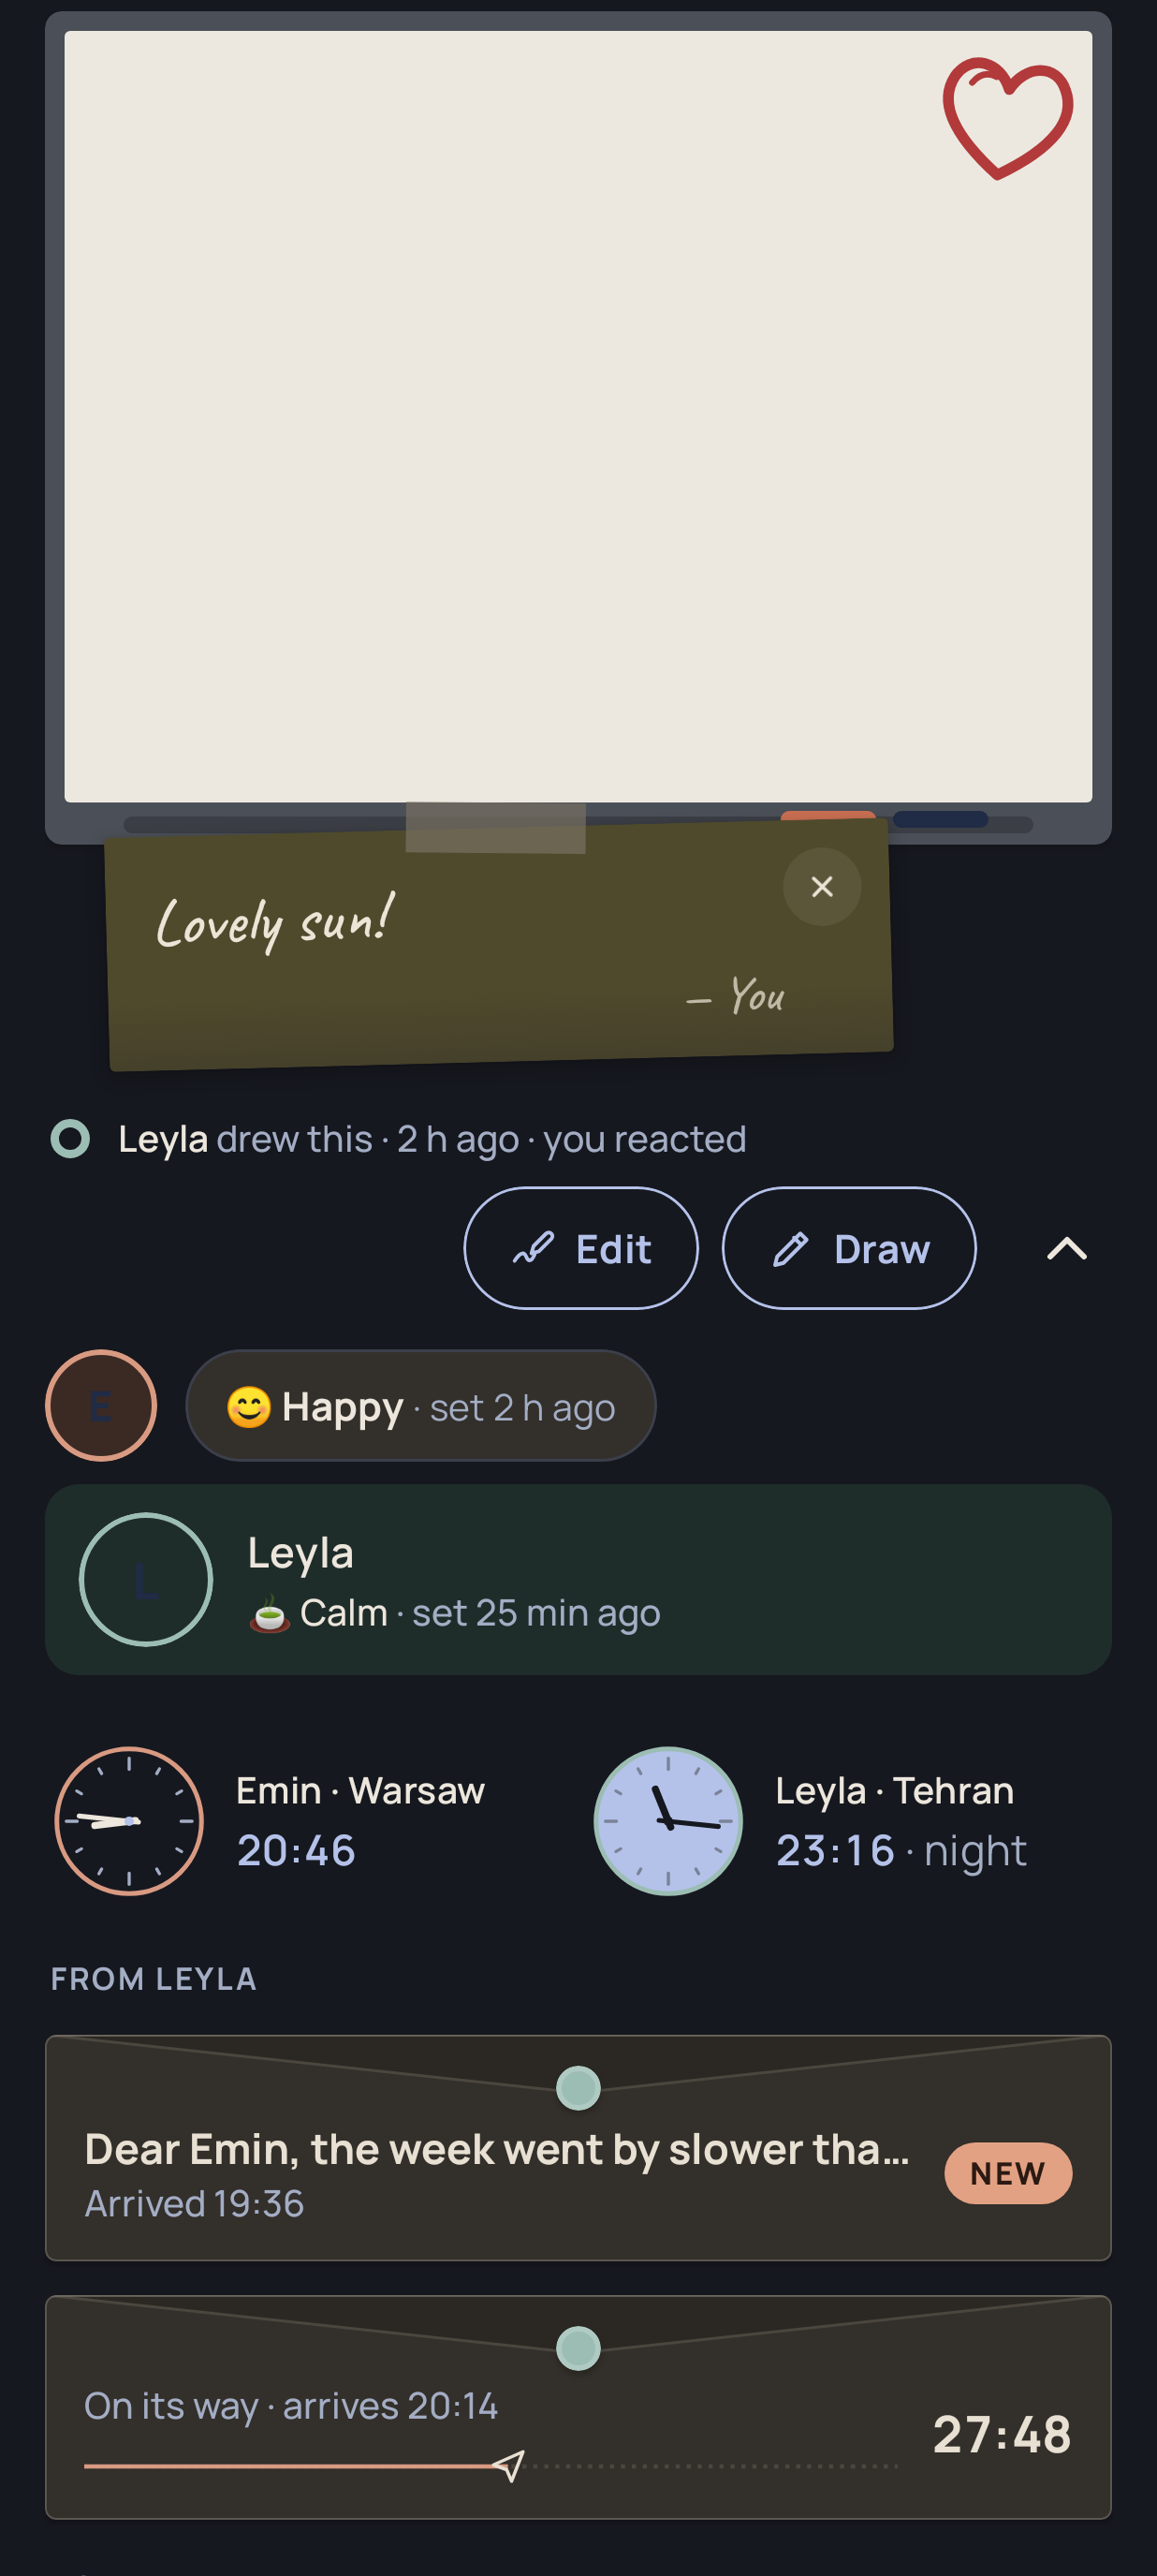 Lovely sun!
– You
Leyla drew this · 2 h ago · you reacted
Edit
Draw
E
😊 Happy · set 2 h ago
L
Leyla
🍵 Calm · set 25 min ago
Emin · Warsaw
20:46
Leyla · Tehran
23:16 · night
FROM LEYLA
Dear Emin, the week went by slower tha...
NEW
Arrived 19:36
On its way · arrives 20:14
27:48